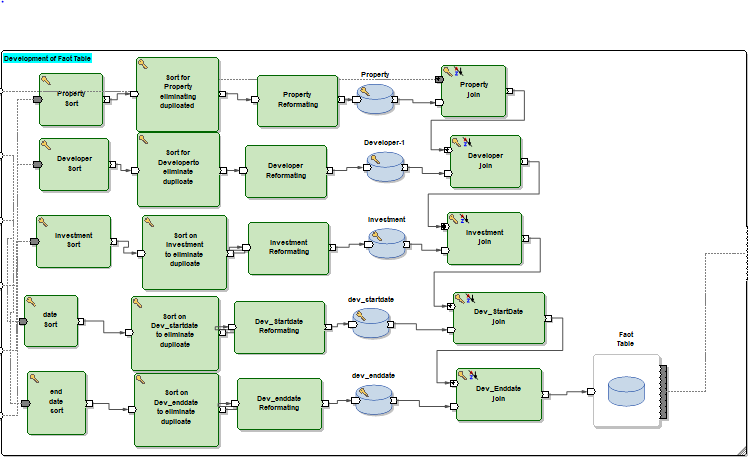 Development of Fact Table
Property
Sort
Sort for
Property
eliminating
duplicated
Property
Reformating
Property
Property
Join
Developer
Sort
Sort for
Developerto
eliminate
duplicate
Developer
Reformating
Developer-1
Developer
Join
Investment
Sort
Sort on
Investment
to eliminate
duplicate
Investment
Reformating
Investment
Investment
Join
date
Sort
Sort on
Dev_startdate
to eliminate
duplicate
Dev_Startdate
Reformating
dev_startdate
Dev_StartDate
Join
end
date
sort
Sort on
Dev_enddate
to eliminate
duplicate
Dev_enddate
Reformating
dev_enddate
Dev_Enddate
Join
Fact
Table